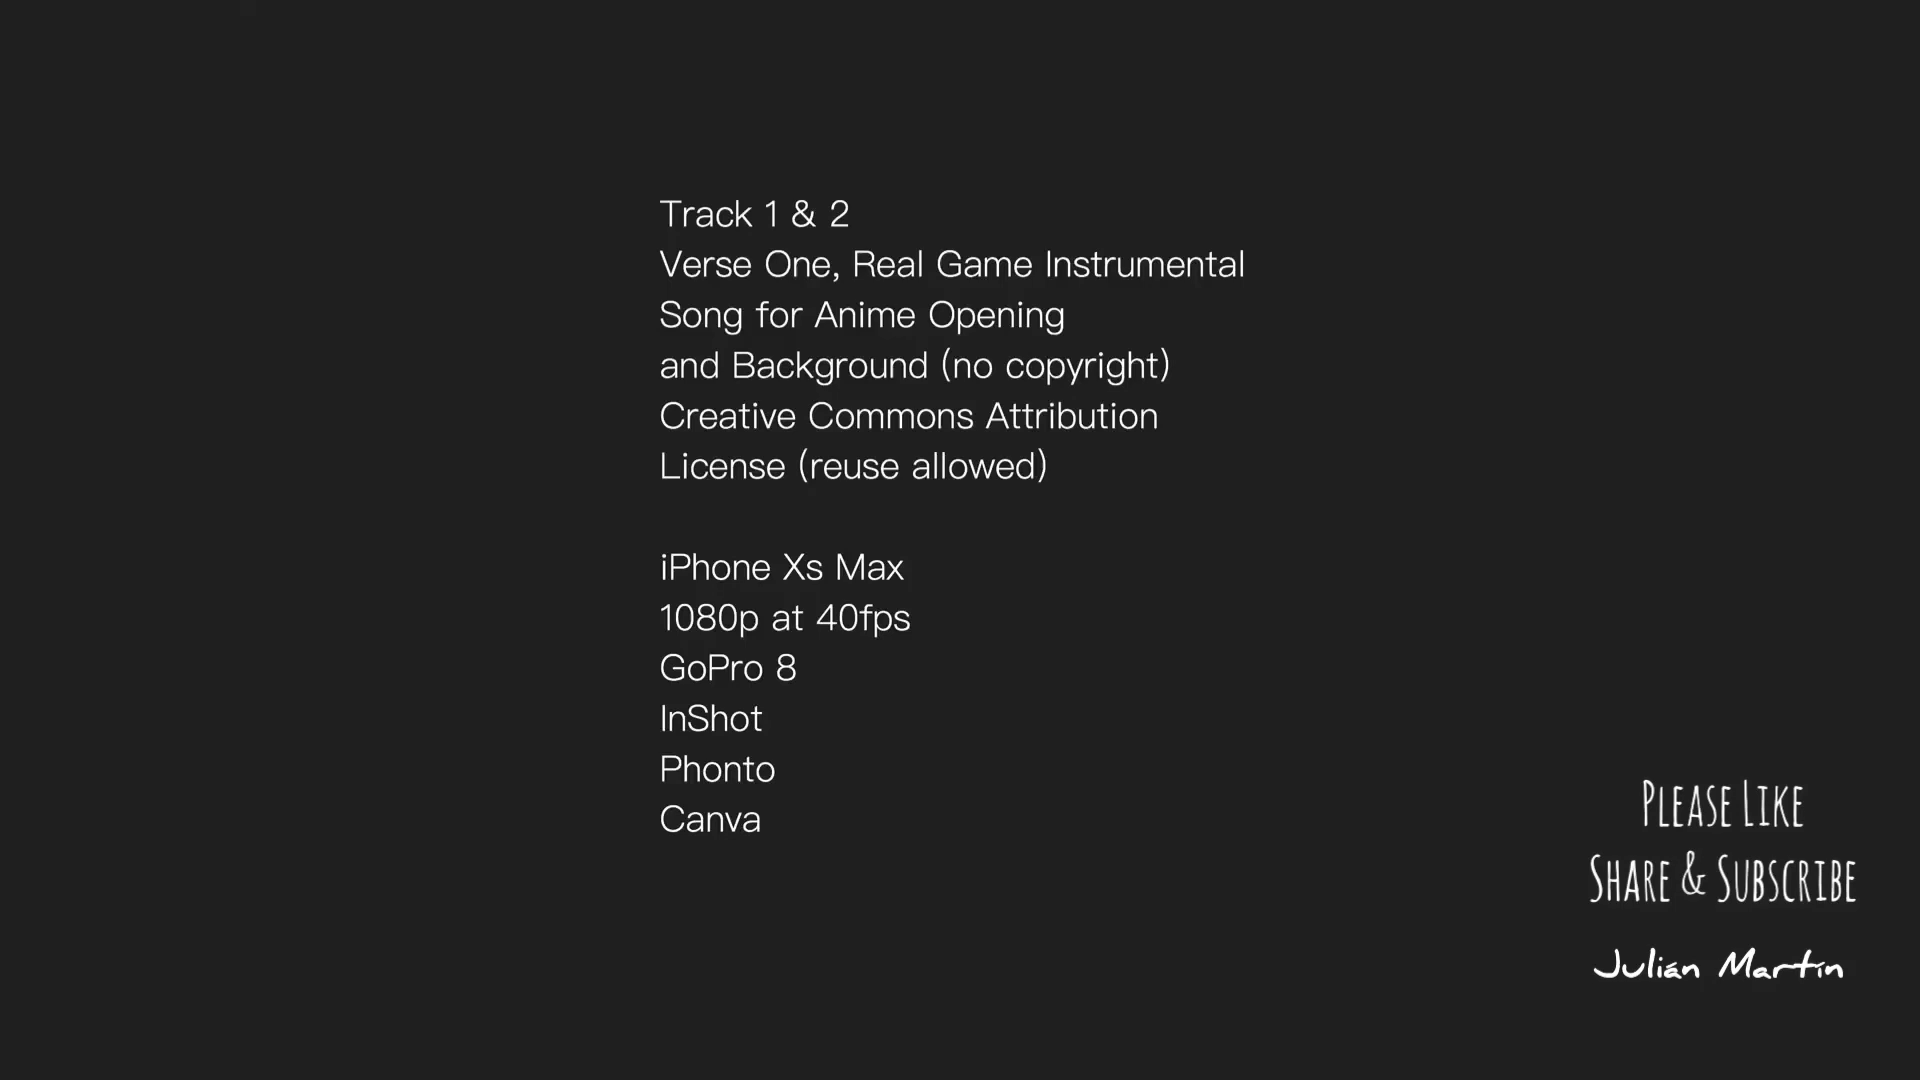 Track 1 & 2
Verse One, Real Game Instrumental
Song for Anime Opening
and Background (no copyright)
Creative Commons Attribution
License (reuse allowed)
iPhone Xs Max
1080p at 40fps
GoPro 8
InShot
Phonto
Canva
Please Like
Share & Subscribe
Julián Martín